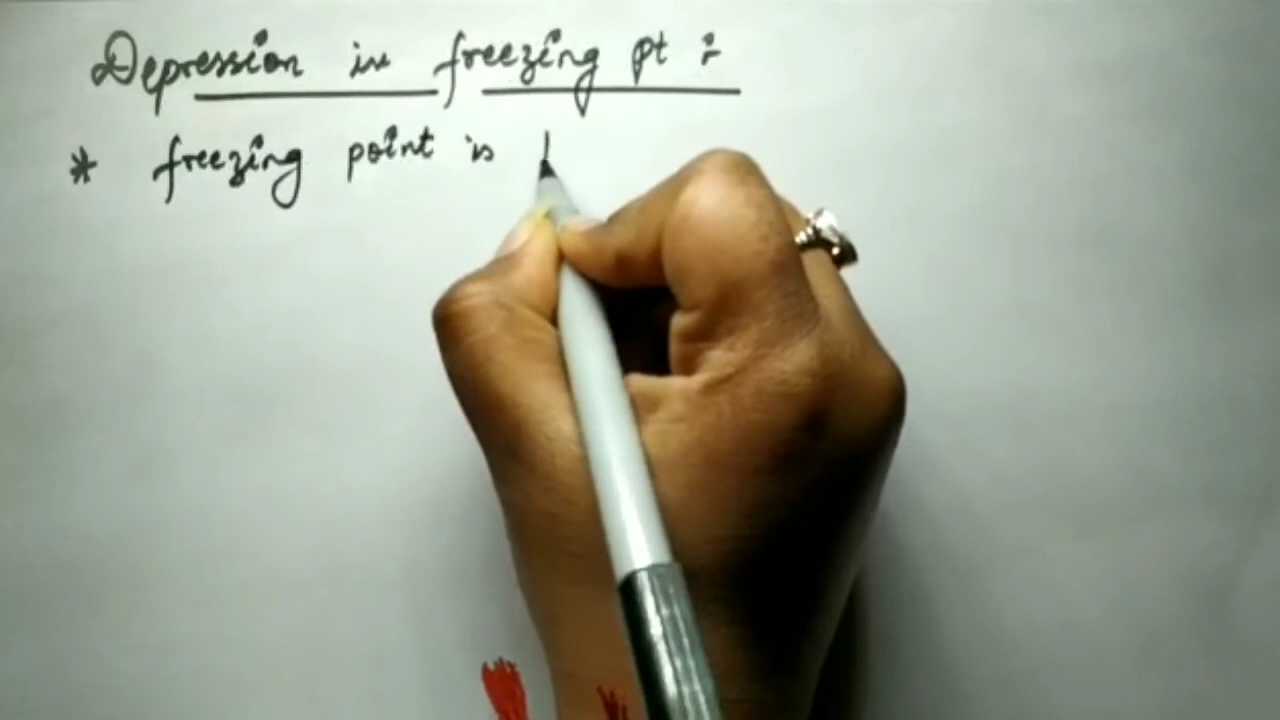 Depression in freezing pt :
* freezing point is